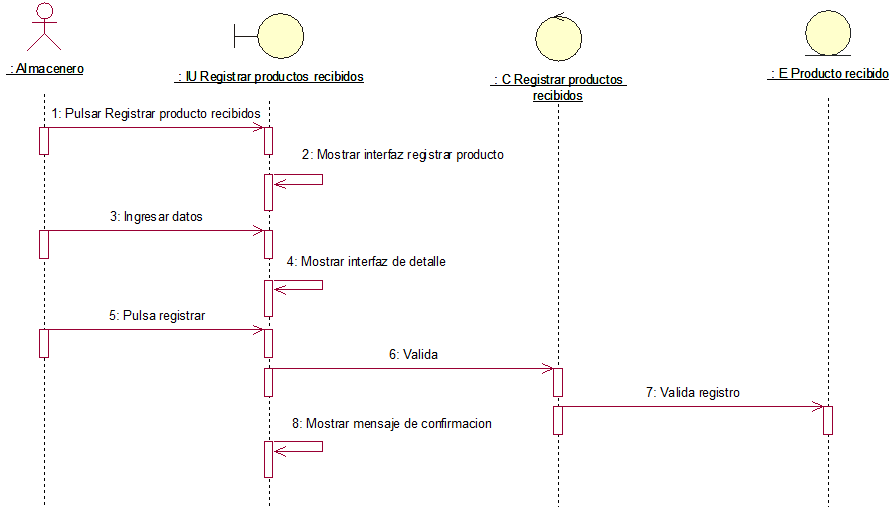 : Almacenero
: IU Registrar productos recibidos
: C Registrar productos
recibidos
: E Producto recibido
1: Pulsar Registrar producto recibidos
2: Mostrar interfaz registrar producto
3: Ingresar datos
4: Mostrar interfaz de detalle
5: Pulsa registrar
6: Valida
7: Valida registro
8: Mostrar mensaje de confirmacion